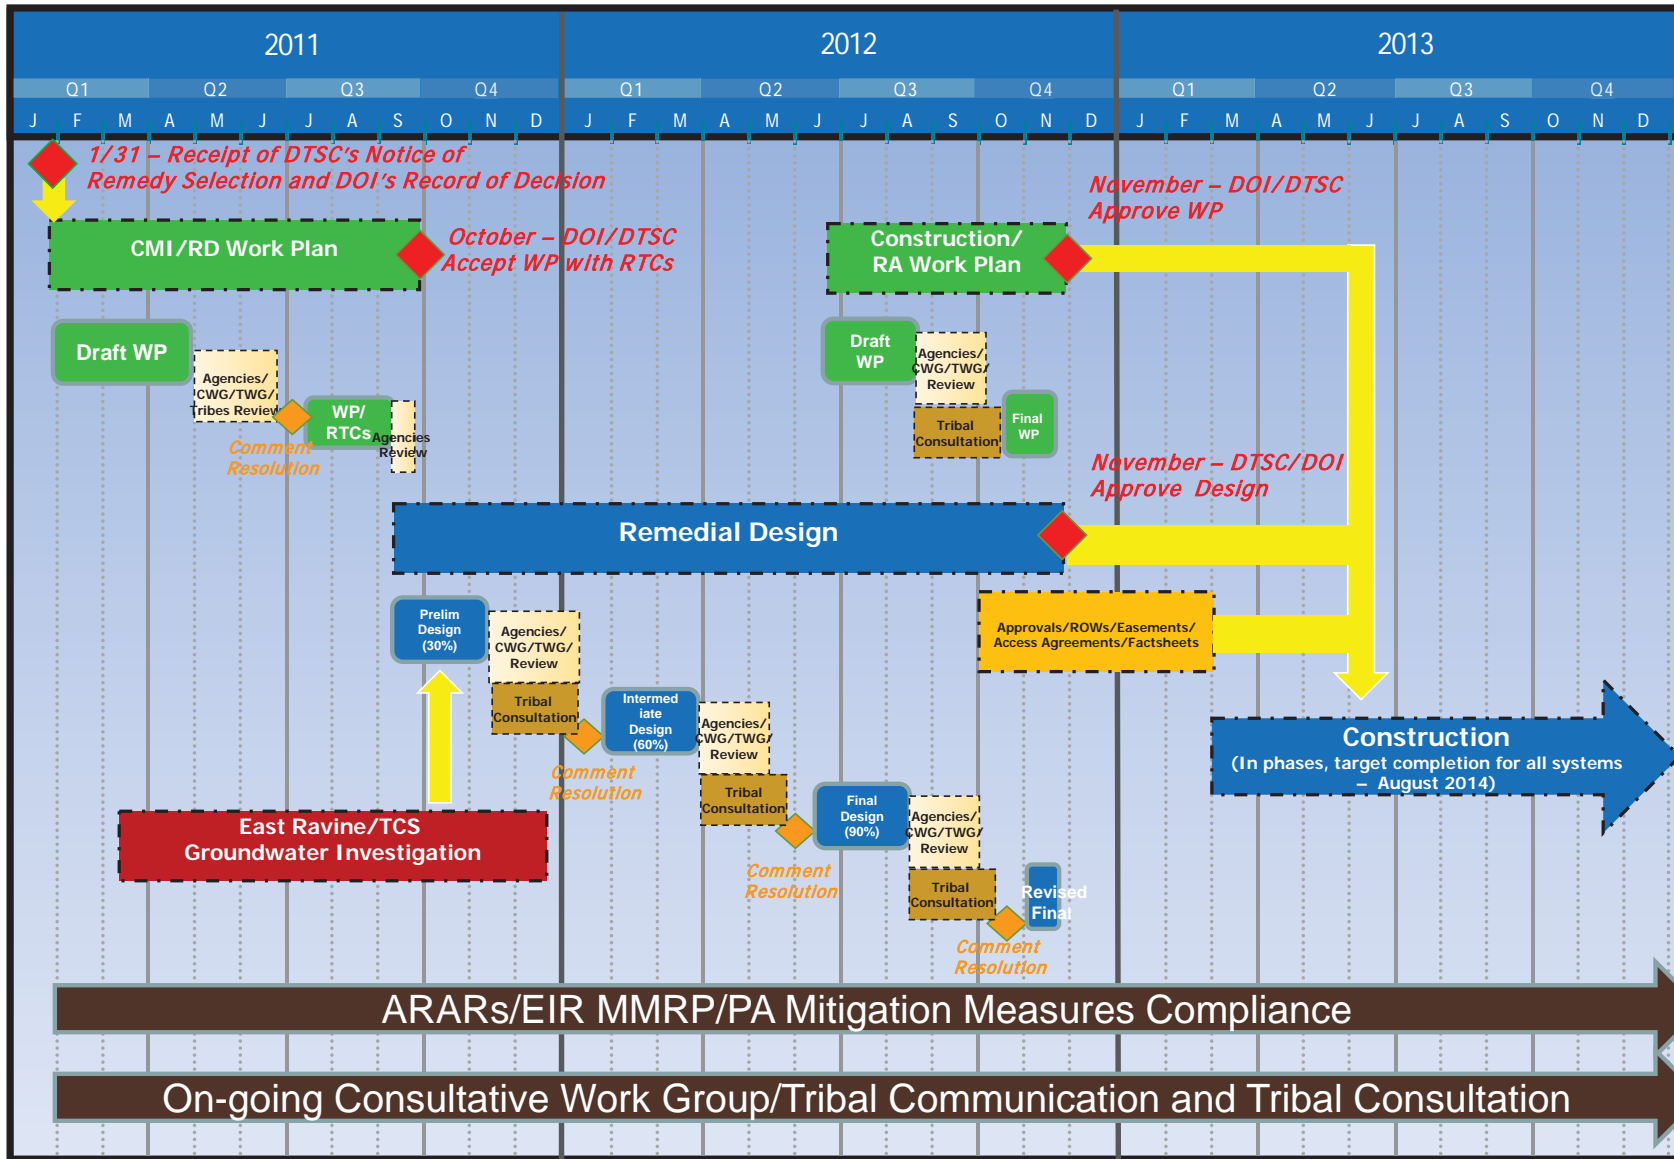 2011
2012
2013
Q1 Q2 Q3 Q4 Q1 Q2 Q3 Q4 Q1 Q2 Q3 Q4
J F M A M J J A S O N D J F M A M J J A S O N D J F M A M J J A S O N D
1/31 – Receipt of DTSC's Notice of
Remedy Selection and DOI's Record of Decision
November – DOI/DTSC
Approve WP
CMI/RD Work Plan
October – DOI/DTSC
Accept WP with RTCs
Construction/
RA Work Plan
Draft WP
Agencies/
CWG/TWG/
Tribes Review
Comment
Resolution
WP/
RTCs
Agencies
Review
Draft
WP
Agencies/
CWG/TWG/
Review
Tribal
Consultation
Final
WP
November – DTSC/DOI
Approve Design
Remedial Design
Prelim
Design
(30%)
Agencies/
CWG/TWG/
Review
Tribal
Consultation
Comment
Resolution
Intermed
iate
Design
(60%)
Agencies/
CWG/TWG/
Review
Tribal
Consultation
Comment
Resolution
Final
Design
(90%)
Agencies/
CWG/TWG/
Review
Tribal
Consultation
Comment
Resolution
Revised
Final
Approvals/ROWs/Easements/
Access Agreements/Factsheets
Construction
(In phases, target completion for all systems
– August 2014)
East Ravine/TCS
Groundwater Investigation
ARARs/EIR MMRP/PA Mitigation Measures Compliance
On-going Consultative Work Group/Tribal Communication and Tribal Consultation